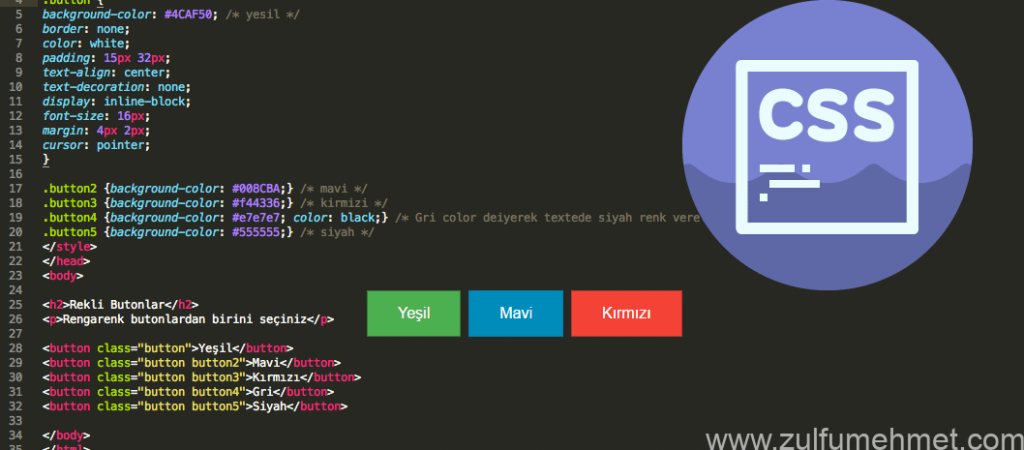 4 .button {
5 background-color: #4CAF50; /* yesil */
6 border: none;
7 color: white;
8 padding: 15px 32px;
9 text-align: center;
10 text-decoration: none;
11 display: inline-block;
12 font-size: 16px;
13 margin: 4px 2px;
14 cursor: pointer;
15 }
16
17 .button2 {background-color: #008CBA;} /* mavi */
18 .button3 {background-color: #f44336;} /* kirmizi */
19 .button4 {background-color: #e7e7e7; color: black;} /* Gri color deiyerek textede siyah renk vere
20 .button5 {background-color: #555555;} /* siyah */
21 </style>
22 </head>
23 <body>
24
25 <h2>Rekli Butonlar</h2>
26 <p>Rengarenk butonlardan birini seçiniz</p>
27
28 <button class="button">Yeşil</button>
29 <button class="button button2">Mavi</button>
30 <button class="button button3">Kırmızı</button>
31 <button class="button button4">Gri</button>
32 <button class="button button5">Siyah</button>
33
34 </body>
35 </html>
CSS
Yeşil Mavi Kırmızı
www.zulfumehmet.com